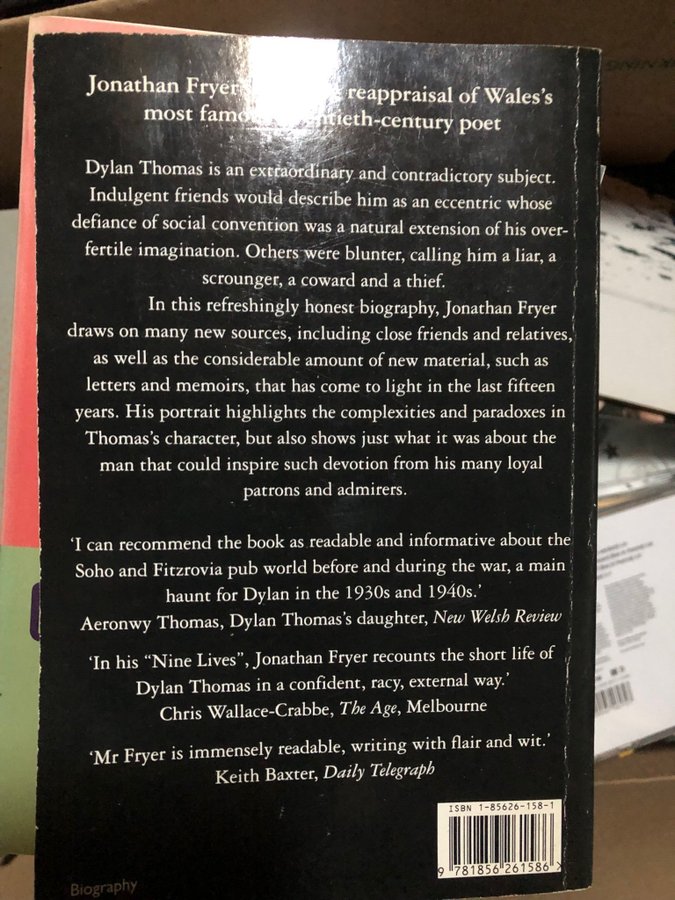 Jonathan Fryer reappraisal of Wales's
most famo ntieth-century poet
Dylan Thomas is an extraordinary and contradictory subject.
Indulgent friends would describe him as an eccentric whose
defiance of social convention was a natural extension of his over-
fertile imagination. Others were blunter, calling him a liar, a
scrounger, a coward and a thief.
In this refreshingly honest biography, Jonathan Fryer
draws on many new sources, including close friends and relatives,
as well as the considerable amount of new material, such as
letters and memoirs, that has come to light in the last fifteen
years. His portrait highlights the complexities and paradoxes in
Thomas's character, but also shows just what it was about the
man that could inspire such devotion from his many loyal
patrons and admirers.
‘I can recommend the book as readable and informative about the
Soho and Fitzrovia pub world before and during the war, a main
haunt for Dylan in the 1930s and 1940s.’
Aeronwy Thomas, Dylan Thomas's daughter, New Welsh Review
‘In his “Nine Lives”, Jonathan Fryer recounts the short life of
Dylan Thomas in a confident, racy, external way.’
Chris Wallace-Crabbe, The Age, Melbourne
‘Mr Fryer is immensely readable, writing with flair and wit.’
Keith Baxter, Daily Telegraph
ISBN 1-85626-158-1
9 781856 261586 >
Biography